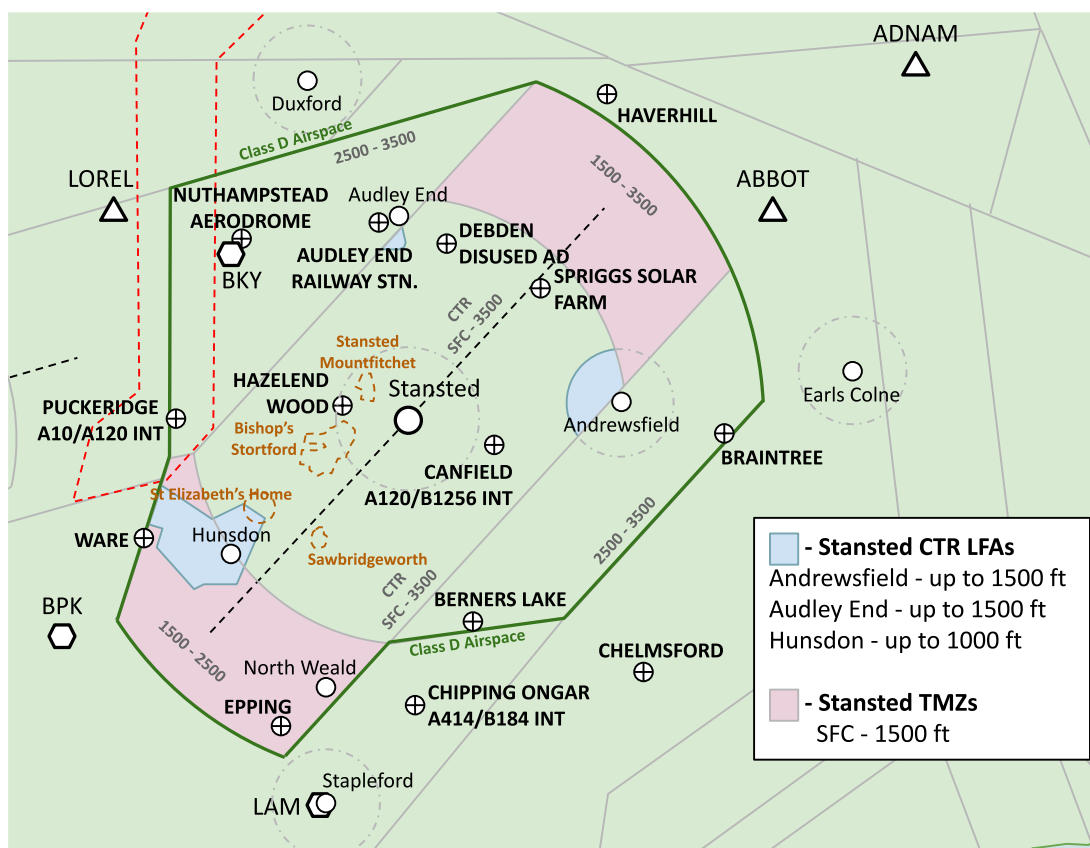 ADNAM
Duxford
HAVERHILL
Class D Airspace
2500 - 3500
1500 - 3500
LOREL
ABBOT
NUTHAMPSTEAD
AERODROME
Audley End
DEBDEN
DISUSED AD
AUDLEY END
RAILWAY STN.
BKY
SPRIGGS SOLAR
FARM
CTR
SFC - 3500
Stansted
Mountfitchet
HAZELEND
WOOD
Stansted
Earls Colne
PUCKERIDGE
A10/A120 INT
Bishop's
Stortford
Andrewsfield
BRAINTREE
CANFIELD
A120/B1256 INT
St Elizabeth's Home
WARE
Hunsdon
Sawbridgeworth
2500 - 3500
CTR
SFC - 3500
BPK
BERNERS LAKE
Class D Airspace
1500 - 2500
North Weald
CHELMSFORD
EPPING
CHIPPING ONGAR
A414/B184 INT
Stapleford
LAM
- Stansted CTR LFAs
Andrewsfield - up to 1500 ft
Audley End - up to 1500 ft
Hunsdon - up to 1000 ft
- Stansted TMZs
SFC - 1500 ft